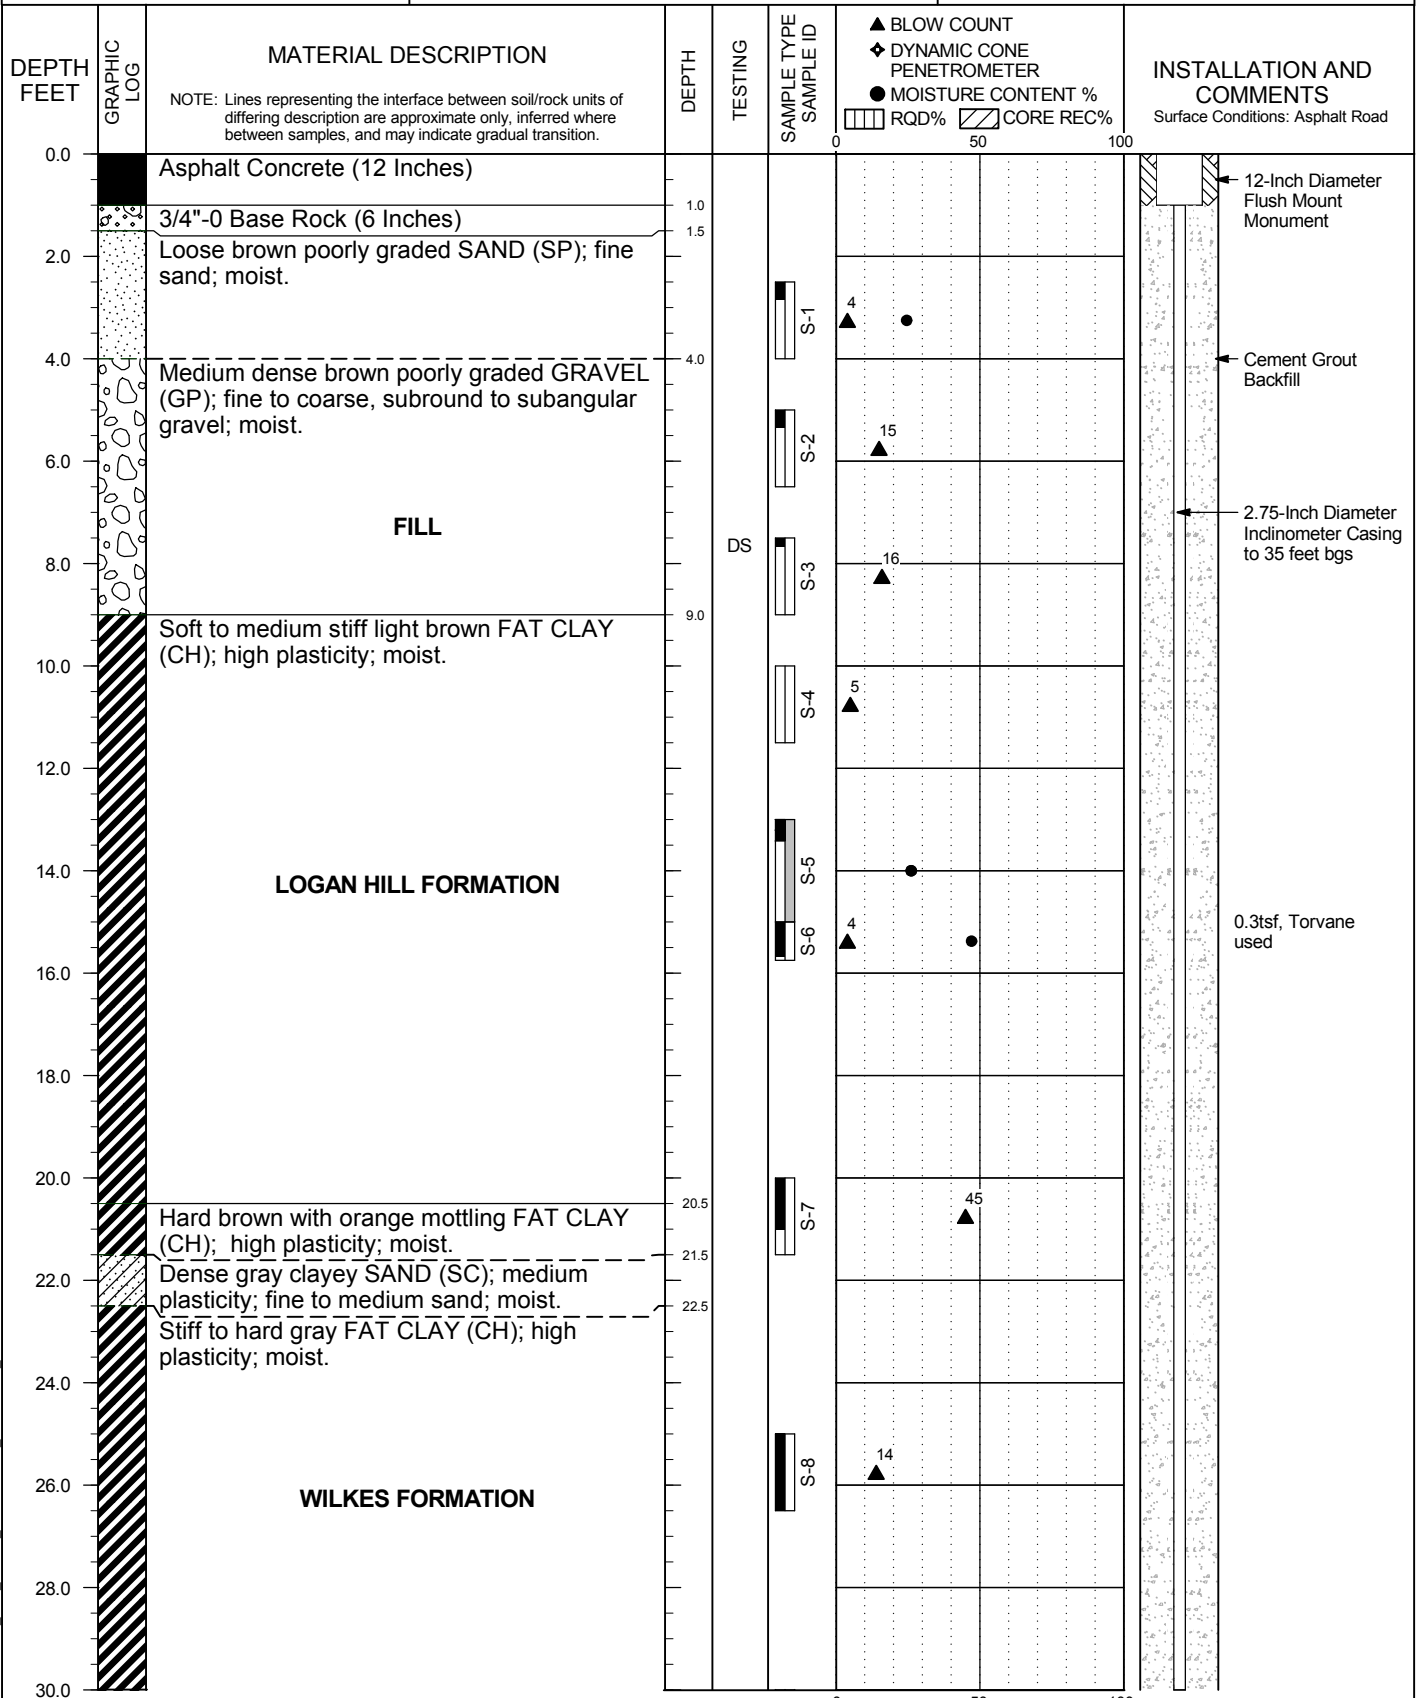 DEPTH
FEET
GRAPHIC
LOG
MATERIAL DESCRIPTION
NOTE: Lines representing the interface between soil/rock units of
differing description are approximate only, inferred where
between samples, and may indicate gradual transition.
DEPTH
TESTING
SAMPLE TYPE
SAMPLE ID
▲ BLOW COUNT
DYNAMIC CONE
PENETROMETER
● MOISTURE CONTENT %
RQD% CORE REC%
0 50 100
INSTALLATION AND
COMMENTS
Surface Conditions: Asphalt Road
0.0
Asphalt Concrete (12 Inches)
12-Inch Diameter
Flush Mount
Monument
1.0
3/4"-0 Base Rock (6 Inches)
1.5
Loose brown poorly graded SAND (SP); fine
sand; moist.
2.0
S-1
4
4.0
4.0
Cement Grout
Backfill
Medium dense brown poorly graded GRAVEL
(GP); fine to coarse, subround to subangular
gravel; moist.
S-2
15
6.0
FILL
2.75-Inch Diameter
Inclinometer Casing
to 35 feet bgs
DS
S-3
16
8.0
9.0
Soft to medium stiff light brown FAT CLAY
(CH); high plasticity; moist.
10.0
S-4
5
12.0
14.0
S-5
LOGAN HILL FORMATION
S-6
4
0.3tsf, Torvane
used
16.0
18.0
20.0
S-7
45
20.5
Hard brown with orange mottling FAT CLAY
(CH); high plasticity; moist.
21.5
Dense gray clayey SAND (SC); medium
plasticity; fine to medium sand; moist.
22.0
22.5
Stiff to hard gray FAT CLAY (CH); high
plasticity; moist.
24.0
S-8
14
26.0
WILKES FORMATION
28.0
30.0
0 50 100